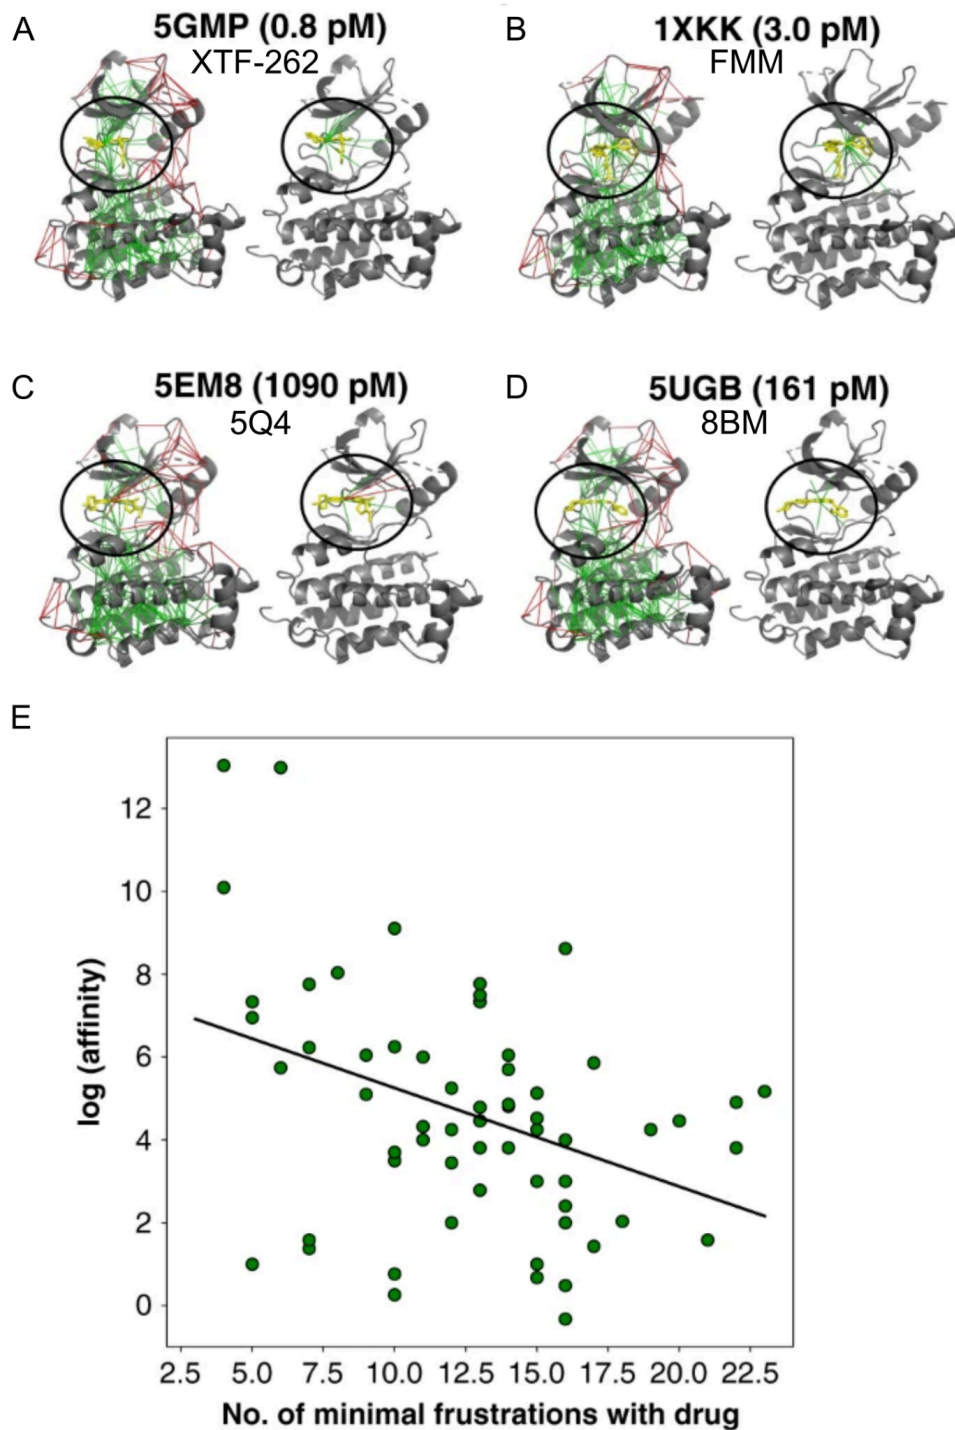 A
5GMP (0.8 pM)
XTF-262
B
1XKK (3.0 pM)
FMM
C
5EM8 (1090 pM)
5Q4
D
5UGB (161 pM)
8BM
E
log (affinity)
12
10
8
6
4
2
0
2.5 5.0 7.5 10.0 12.5 15.0 17.5 20.0 22.5
No. of minimal frustrations with drug